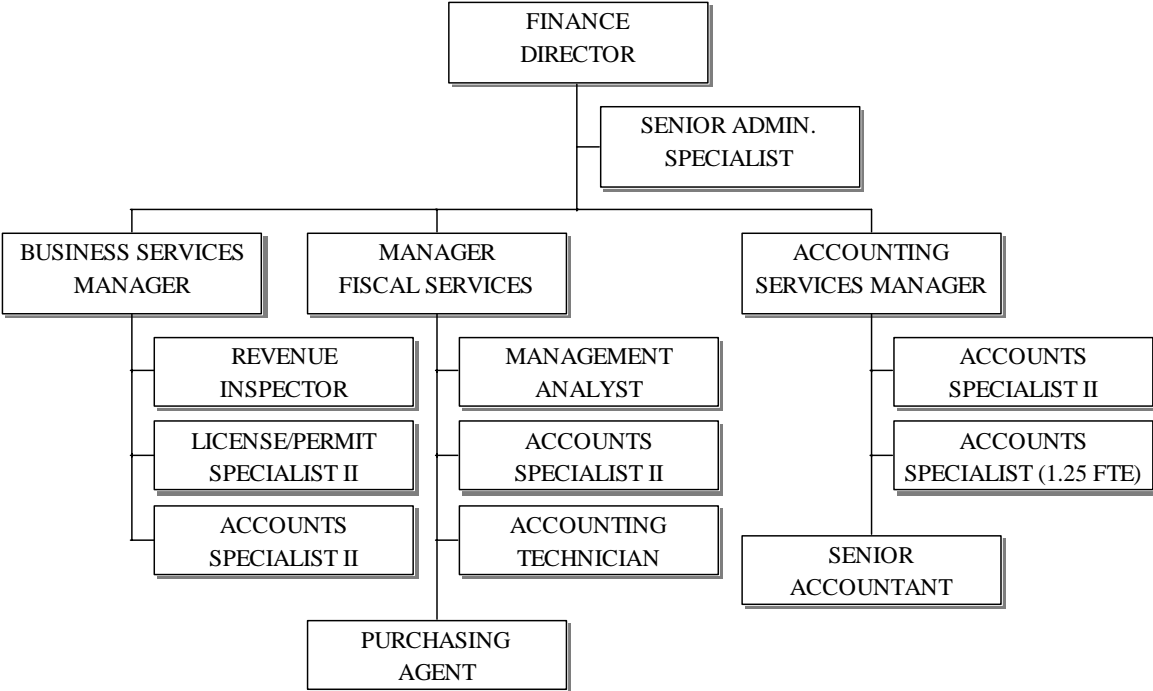 FINANCE
DIRECTOR
SENIOR ADMIN.
SPECIALIST
BUSINESS SERVICES
MANAGER
MANAGER
FISCAL SERVICES
ACCOUNTING
SERVICES MANAGER
REVENUE
INSPECTOR
MANAGEMENT
ANALYST
ACCOUNTS
SPECIALIST II
LICENSE/PERMIT
SPECIALIST II
ACCOUNTS
SPECIALIST II
ACCOUNTS
SPECIALIST (1.25 FTE)
ACCOUNTS
SPECIALIST II
ACCOUNTING
TECHNICIAN
SENIOR
ACCOUNTANT
PURCHASING
AGENT